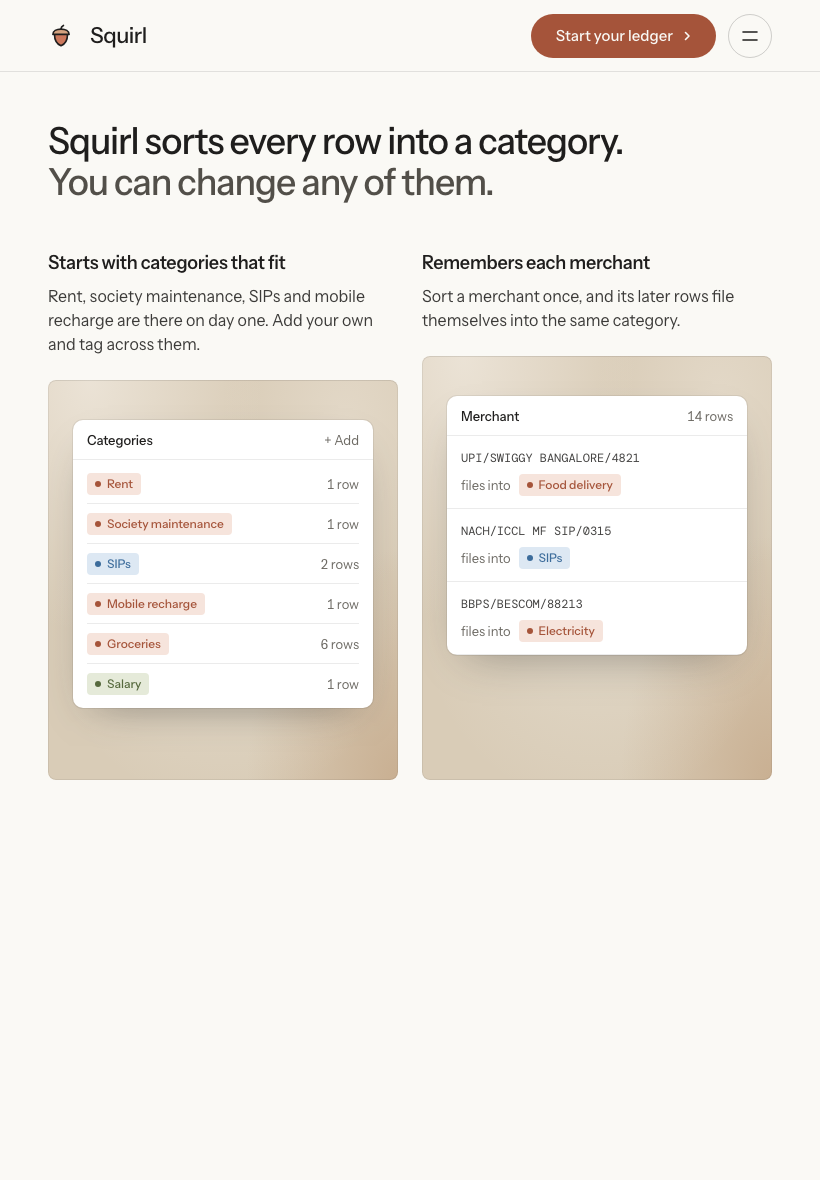 Squirl
Start your ledger
Squirl sorts every row into a category.
You can change any of them.
Starts with categories that fit
Rent, society maintenance, SIPs and mobile
recharge are there on day one. Add your own
and tag across them.
Categories + Add
Rent 1 row
Society maintenance 1 row
SIPs 2 rows
Mobile recharge 1 row
Groceries 6 rows
Salary 1 row
Remembers each merchant
Sort a merchant once, and its later rows file
themselves into the same category.
Merchant 14 rows
UPI/SWIGGY BANGALORE/4821
files into Food delivery
NACH/ICCL MF SIP/0315
files into SIPs
BBPS/BESCOM/88213
files into Electricity